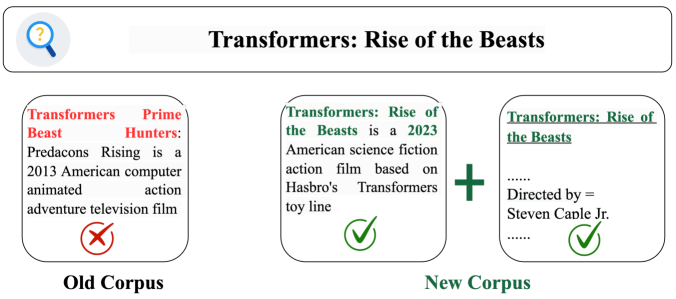 Transformers: Rise of the Beasts
Transformers Prime
Beast Hunters:
Predacons Rising is a
2013 American computer
animated action
adventure television film
Old Corpus
Transformers: Rise of
the Beasts is a 2023
American science fiction
action film based on
Hasbro's Transformers
toy line
+
Transformers: Rise of
the Beasts
......
Directed by =
Steven Caple Jr.
......
New Corpus